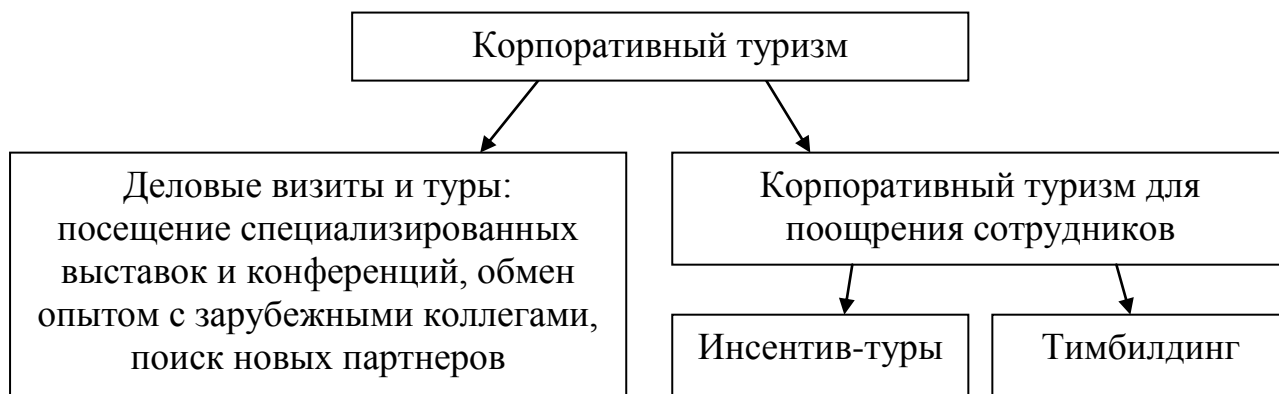 Корпоративный туризм
Деловые визиты и туры:
посещение специализированных
выставок и конференций, обмен
опытом с зарубежными коллегами,
поиск новых партнеров
Корпоративный туризм для
поощрения сотрудников
Инсентив-туры
Тимбилдинг